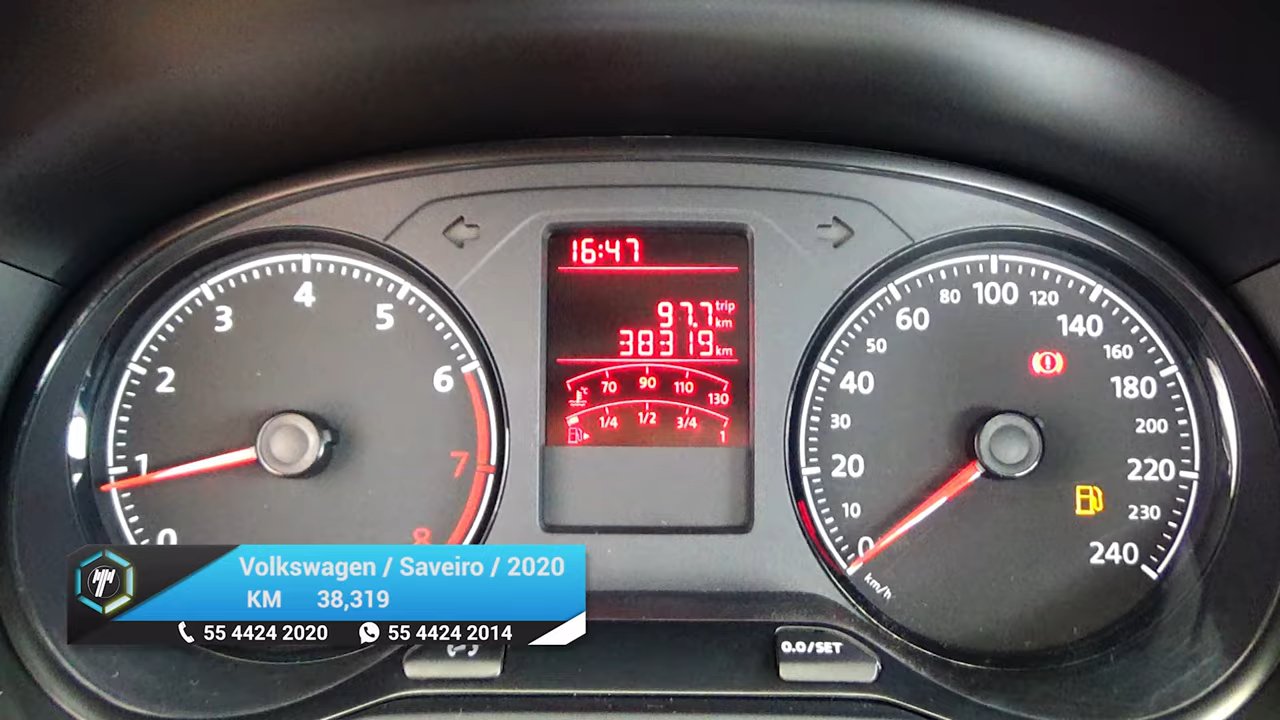 16:47
97.7 trip km
38319 km
70 90 110 130
°C
1/4 1/2 3/4 1
0 1 2 3 4 5 6 7 8
0 10 20 30 40 50 60 80 100 120 140 160 180 200 220 230 240
km/h
0.0/SET
Volkswagen / Saveiro / 2020
KM 38,319
55 4424 2020 55 4424 2014